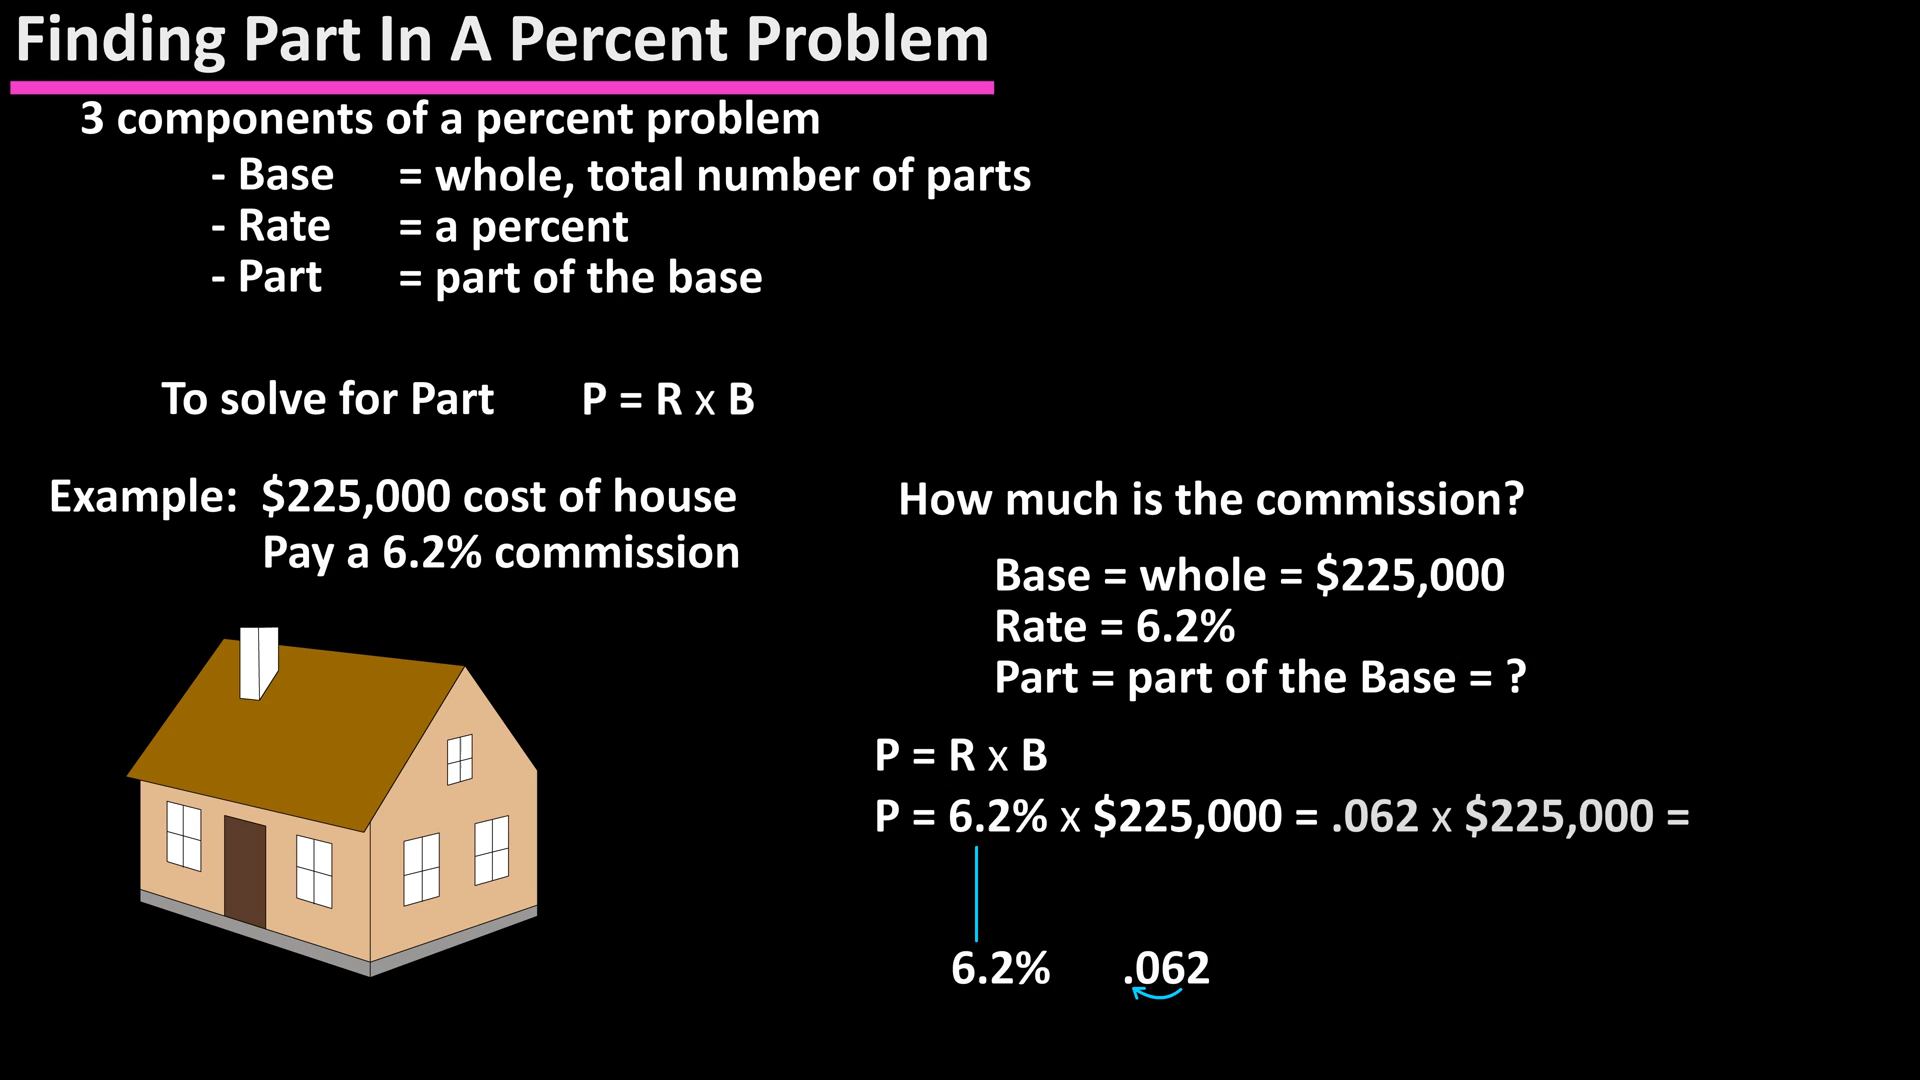 Finding Part In A Percent Problem
3 components of a percent problem
- Base = whole, total number of parts
- Rate = a percent
- Part = part of the base
To solve for Part P = R x B
Example: $225,000 cost of house
Pay a 6.2% commission
How much is the commission?
Base = whole = $225,000
Rate = 6.2%
Part = part of the Base = ?
P = R x B
P = 6.2% x $225,000 = .062 x $225,000 =
6.2% .062